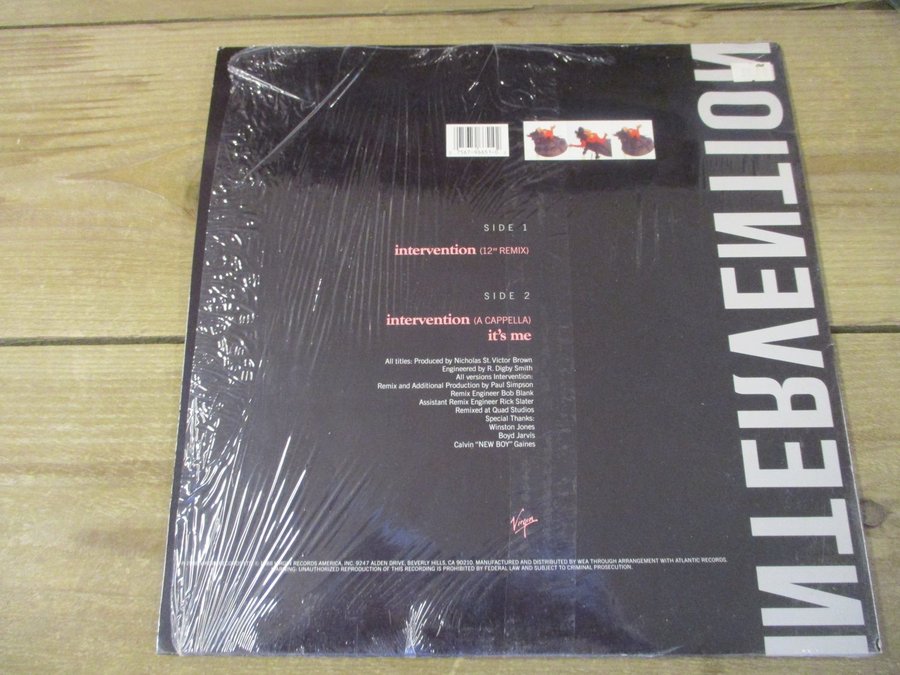 SIDE 1
intervention (12" REMIX)
SIDE 2
intervention (A CAPPELLA)
it's me
All titles: Produced by Nicholas St. Victor Brown
Engineered by R. Digby Smith
All versions Intervention:
Remix and Additional Production by Paul Simpson
Remix Engineer Bob Blank
Assistant Remix Engineer Rick Slater
Remixed at Quad Studios
Special Thanks:
Winston Jones
Boyd Jarvis
Calvin "NEW BOY" Gaines
Virgin
RECORDS AMERICA, INC. 9247 ALDEN DRIVE, BEVERLY HILLS, CA 90210. MANUFACTURED AND DISTRIBUTED BY WEA THROUGH ARRANGEMENT WITH ATLANTIC RECORDS.
WARNING: UNAUTHORIZED REPRODUCTION OF THIS RECORDING IS PROHIBITED BY FEDERAL LAW AND SUBJECT TO CRIMINAL PROSECUTION.
INTERVENTION